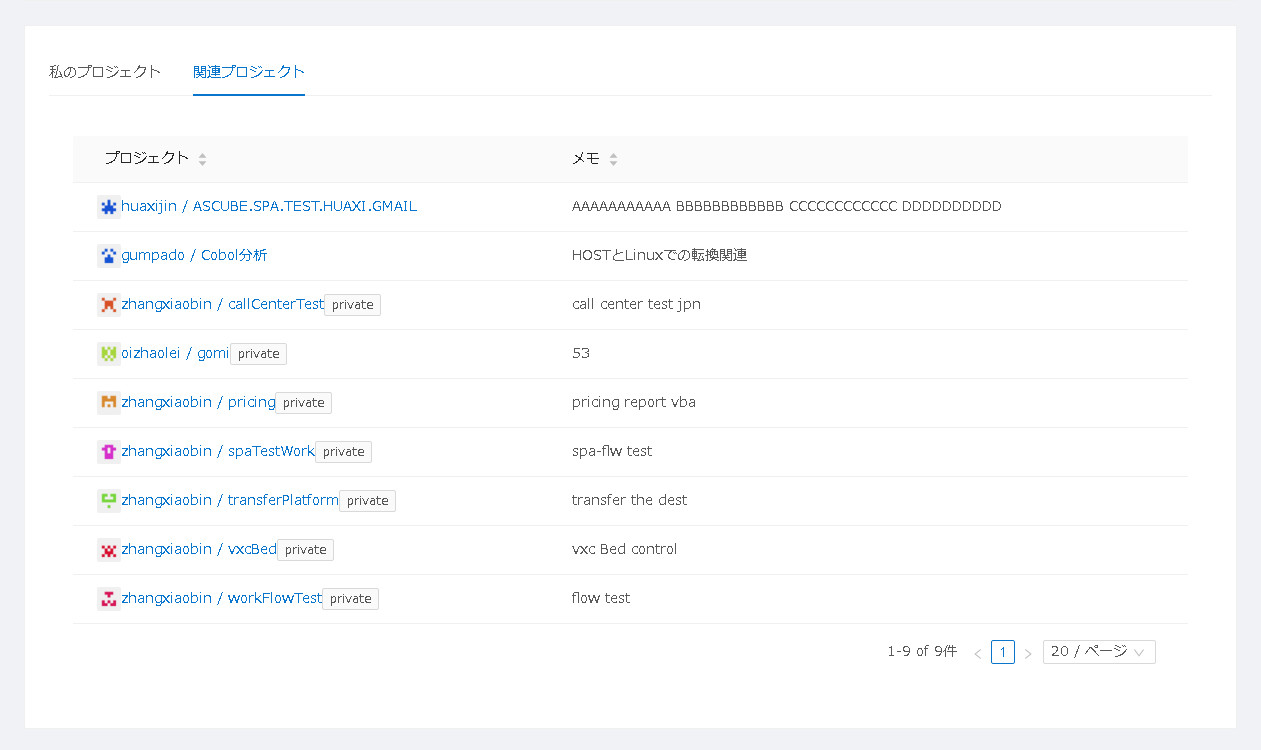 私のプロジェクト 関連プロジェクト
プロジェクト メモ
huaxijin / ASCUBE.SPA.TEST.HUAXI.GMAIL AAAAAAAAAAA BBBBBBBBBBBB CCCCCCCCCCCC DDDDDDDDDD
gumpado / Cobol分析 HOSTとLinuxでの転換関連
zhangxiaobin / callCenterTest private call center test jpn
oizhaolei / gomi private 53
zhangxiaobin / pricing private pricing report vba
zhangxiaobin / spaTestWork private spa-flw test
zhangxiaobin / transferPlatform private transfer the dest
zhangxiaobin / vxcBed private vxc Bed control
zhangxiaobin / workFlowTest private flow test
1-9 of 9件 < 1 > 20 / ページ